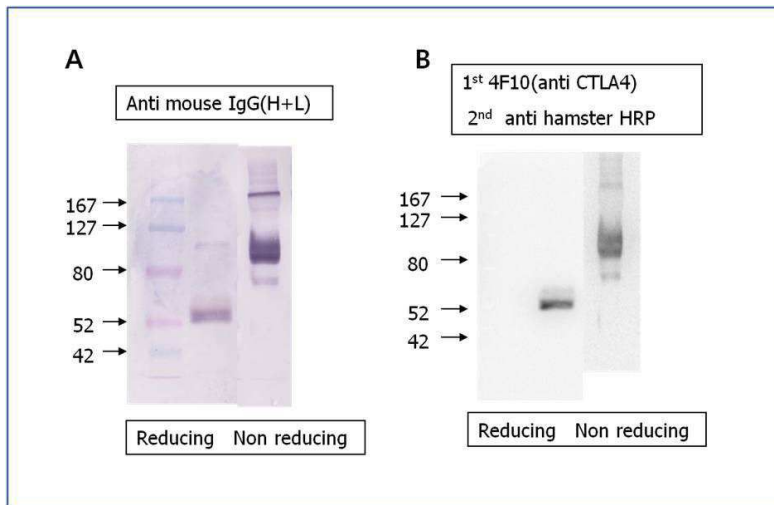 A
Anti mouse IgG(H+L)
167
127
80
52
42
Reducing Non reducing
B
1st 4F10(anti CTLA4)
2nd anti hamster HRP
167
127
80
52
42
Reducing Non reducing